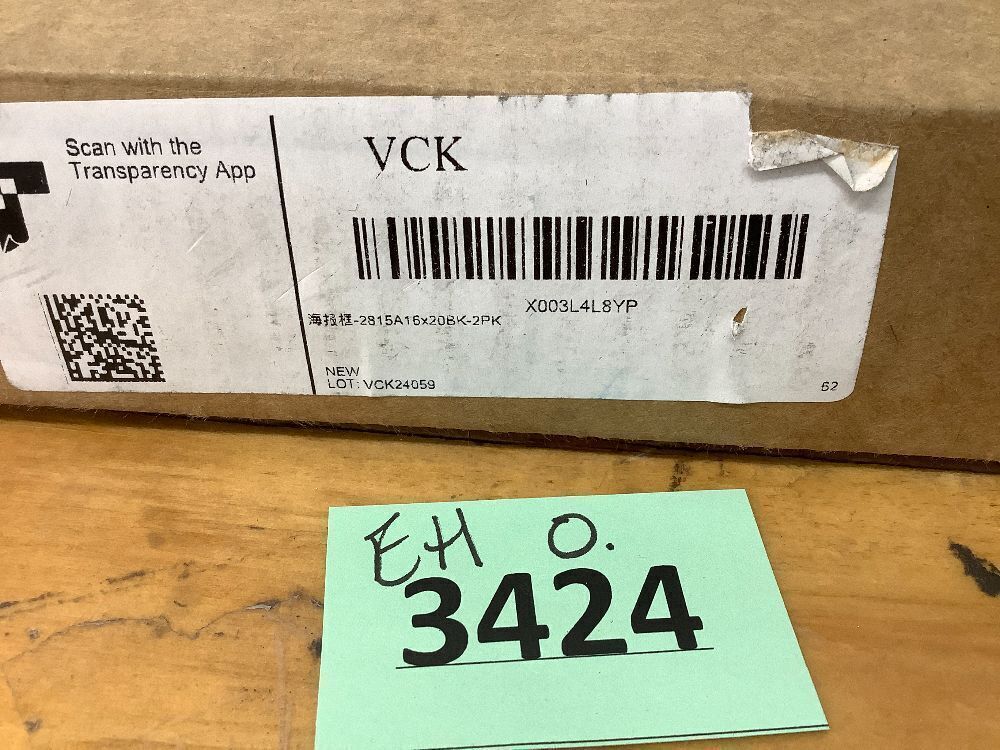 Scan with the
Transparency App
VCK
X003L4L8YP
海报框-2815A16x20BK-2PK
NEW
LOT: VCK24059
62
EH O.
3424